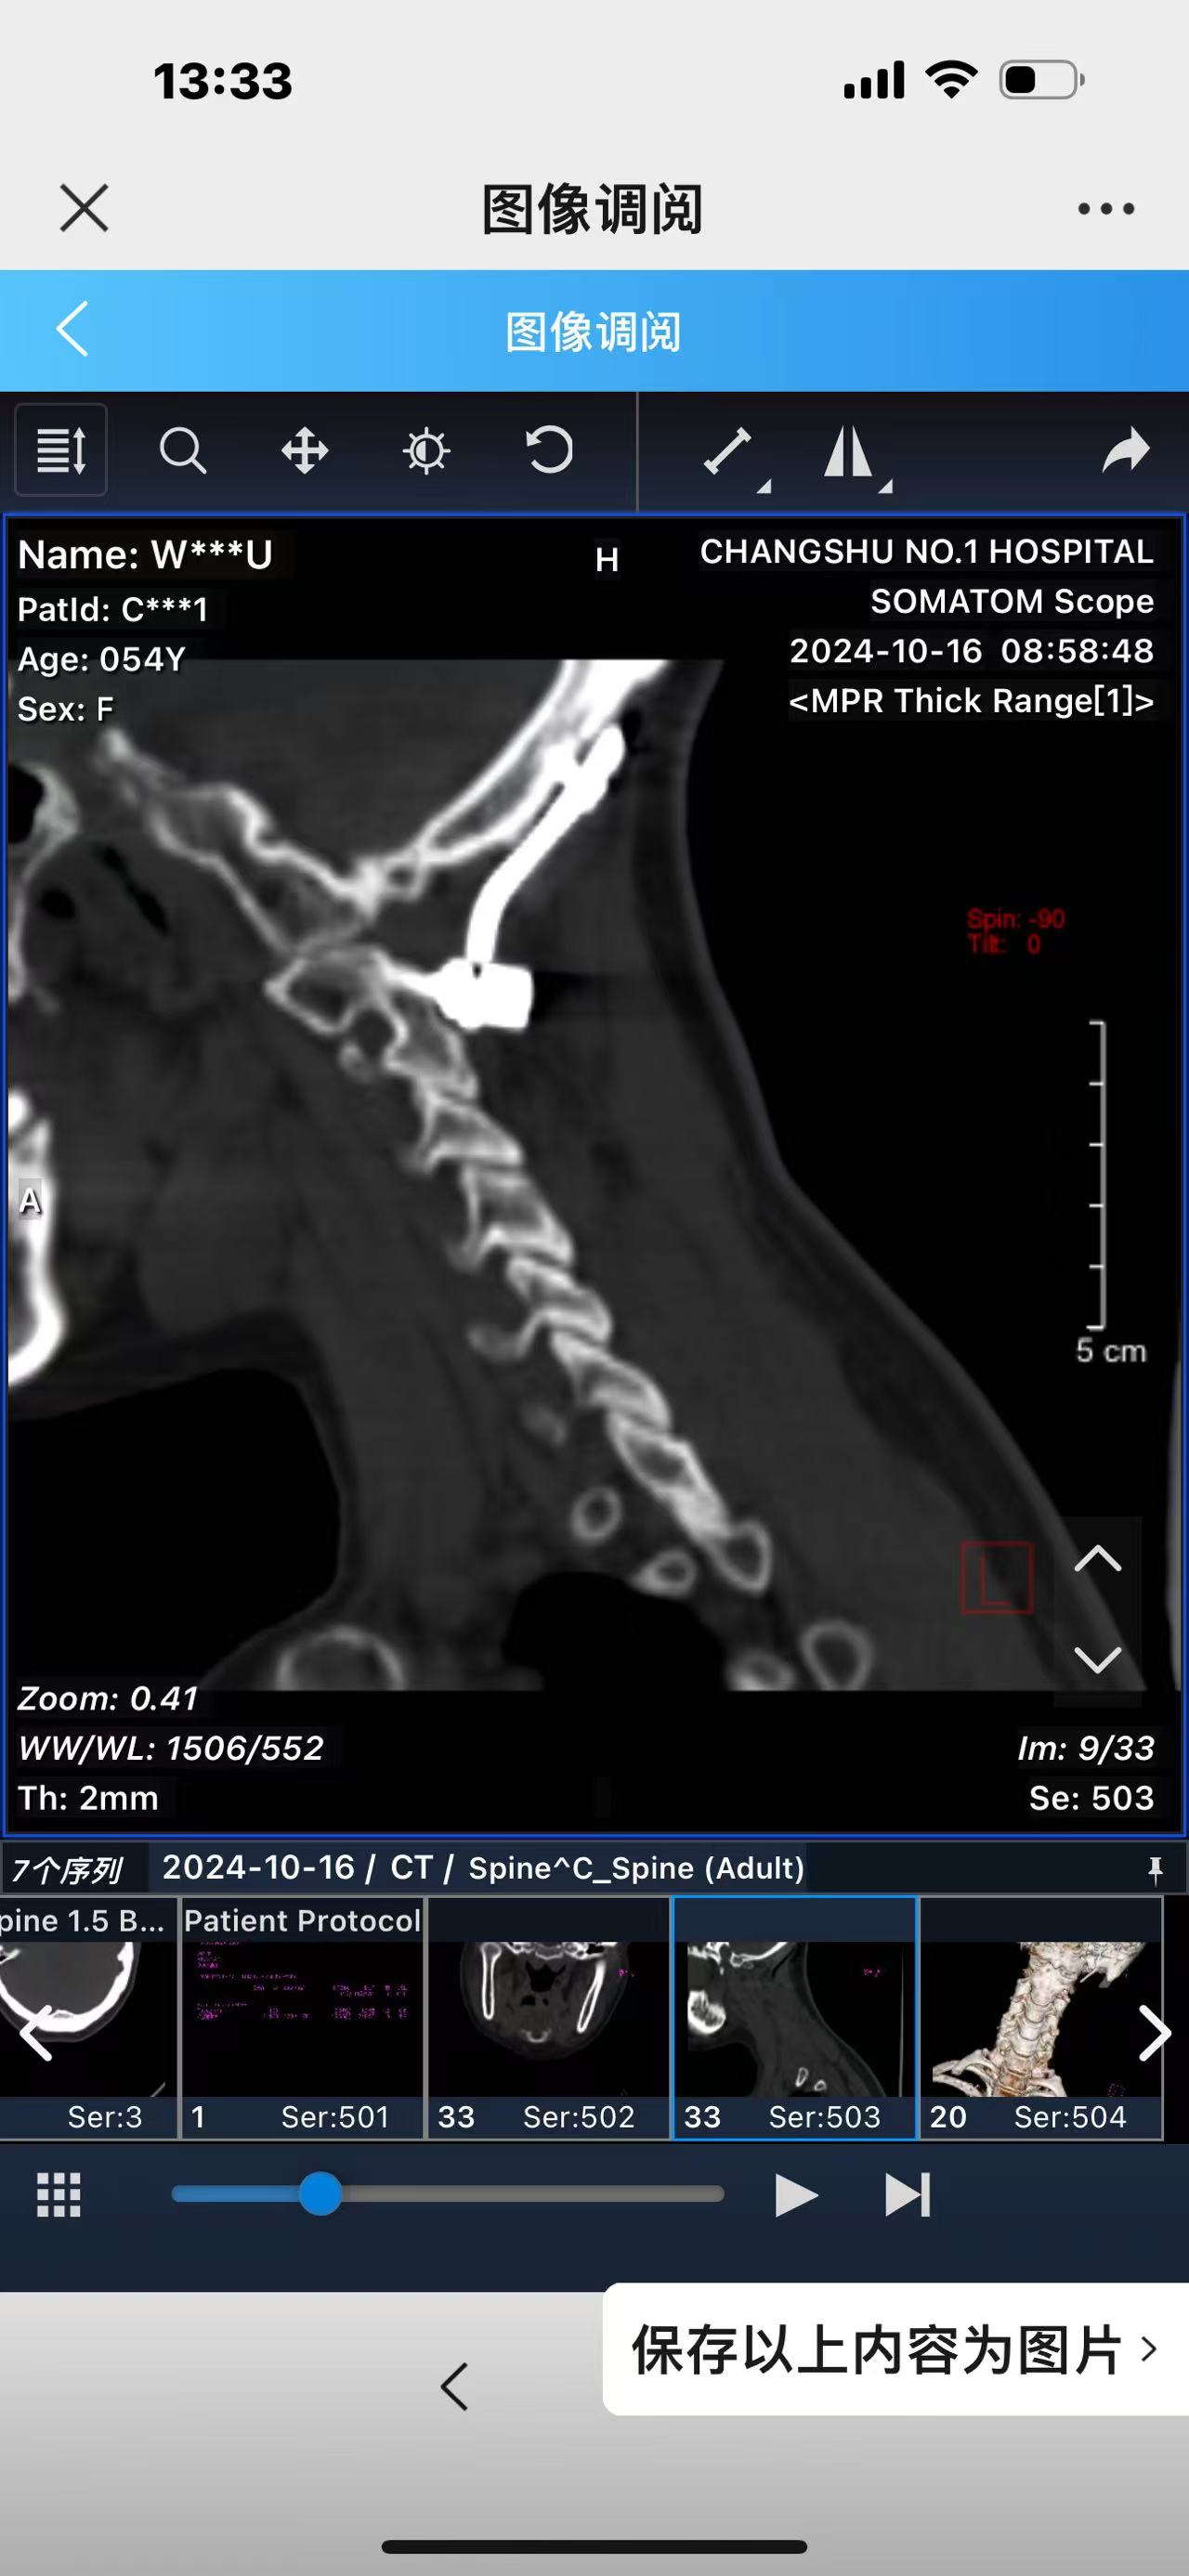 13:33
图像调阅
图像调阅
Name: W***U
PatId: C***1
Age: 054Y
Sex: F
H
CHANGSHU NO.1 HOSPITAL
SOMATOM Scope
2024-10-16 08:58:48
<MPR Thick Range[1]>
Spin: -90
Tilt: 0
A
5 cm
L
Zoom: 0.41
WW/WL: 1506/552
Th: 2mm
Im: 9/33
Se: 503
7个序列
2024-10-16 / CT / Spine^C_Spine (Adult)
pine 1.5 B...
Patient Protocol
Ser:3
1 Ser:501
33 Ser:502
33 Ser:503
20 Ser:504
保存以上内容为图片